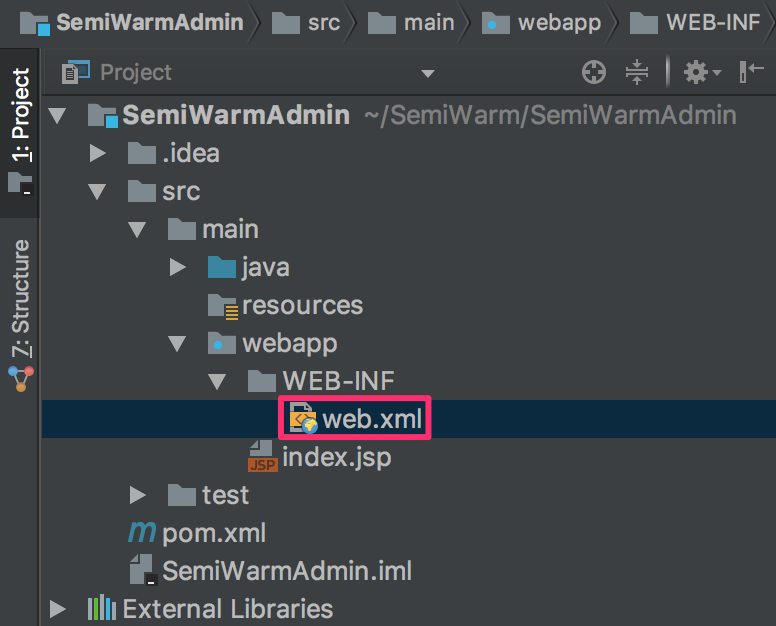 SemiWarmAdmin src main webapp WEB-INF
Project
1: Project
7: Structure
SemiWarmAdmin ~/SemiWarm/SemiWarmAdmin
.idea
src
main
java
resources
webapp
WEB-INF
web.xml
JSP index.jsp
test
m pom.xml
SemiWarmAdmin.iml
External Libraries